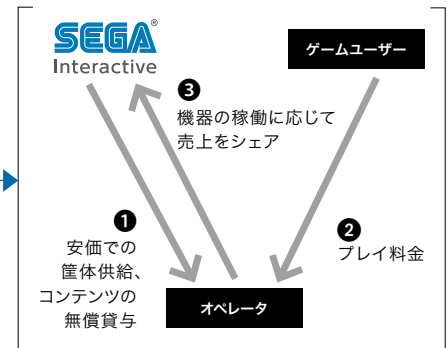 SEGA®
Interactive
ゲームユーザー
❸
機器の稼働に応じて
売上をシェア
❶
安価での
筐体供給、
コンテンツの
無償貸与
❷
プレイ料金
オペレータ